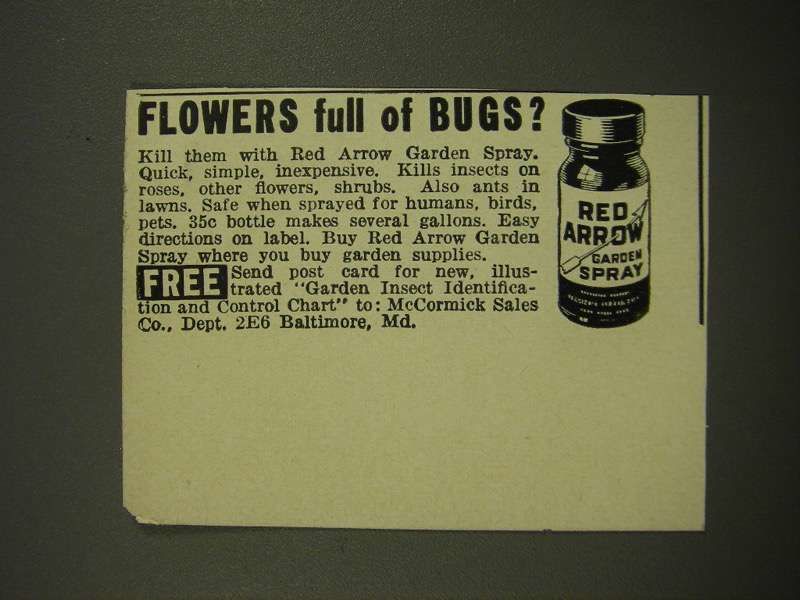 FLOWERS full of BUGS?
Kill them with Red Arrow Garden Spray.
Quick, simple, inexpensive. Kills insects on
roses, other flowers, shrubs. Also ants in
lawns. Safe when sprayed for humans, birds,
pets. 35c bottle makes several gallons. Easy
directions on label. Buy Red Arrow Garden
Spray where you buy garden supplies.
FREE Send post card for new, illus-
trated "Garden Insect Identifica-
tion and Control Chart" to: McCormick Sales
Co., Dept. 2E6 Baltimore, Md.
RED
ARROW
GARDEN
SPRAY